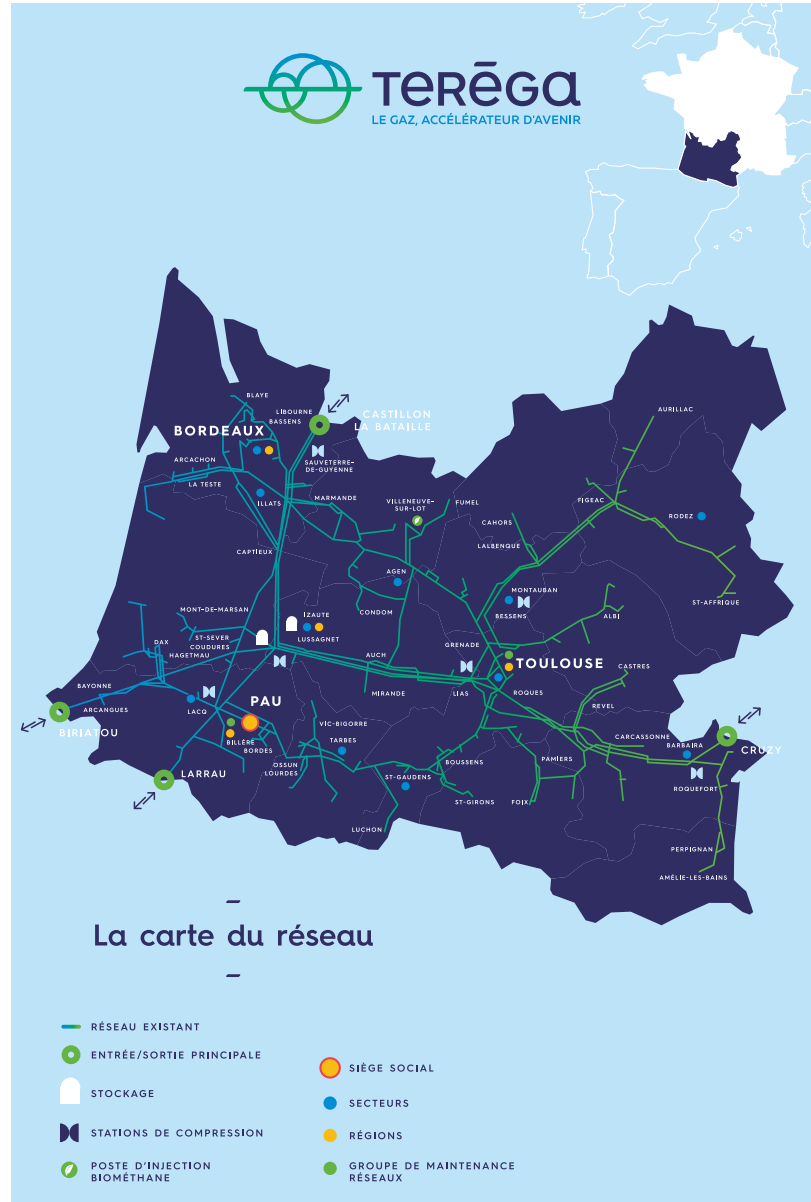 TERĒGA
LE GAZ, ACCÉLÉRATEUR D'AVENIR
AURILLAC
BLAYE
LIBOURNE
BASSENS
CASTILLON
LA BATAILLE
BORDEAUX
SAUVETERRE-
DE-GUYENNE
ARCACHON
LA TESTE
ILLATS
MARMANDE
VILLENEUVE-
SUR-LOT
FUMEL
FIGEAC
RODEZ
CAHORS
LALBENQUE
CAPTIEUX
AGEN
MONTAUBAN
BESSENS
ST-AFFRIQUE
MONT-DE-MARSAN
IZAUTE
CONDOM
ALBI
ST-SEVER
COUDURES
LUSSAGNET
DAX
HAGETMAU
AUCH
GRENADE
TOULOUSE
CASTRES
BAYONNE
MIRANDE
LIAS
ROQUES
REVEL
ARCANGUES
LACQ
PAU
BIRIATOU
VIC-BIGORRE
TARBES
CARCASSONNE
BARBAIRA
CRUZY
BILLÈRE
BORDES
OSSUN
LOURDES
BOUSSENS
PAMIERS
LARRAU
ST-GAUDENS
ROQUEFORT
ST-GIRONS
FOIX
LUCHON
PERPIGNAN
AMÉLIE-LES-BAINS
La carte du réseau
RÉSEAU EXISTANT
ENTRÉE/SORTIE PRINCIPALE
STOCKAGE
STATIONS DE COMPRESSION
POSTE D'INJECTION
BIOMÉTHANE
SIÈGE SOCIAL
SECTEURS
RÉGIONS
GROUPE DE MAINTENANCE
RÉSEAUX